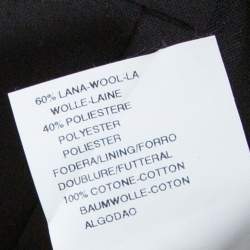 60% LANA-WOOL-LA
WOLLE-LAINE
40% POLIESTERE
POLYESTER
POLIESTER
FODERA/LINING/FORRO
DOUBLURE/FUTTERAL
100% COTONE-COTTON
BAUMWOLLE-COTON
ALGODAO